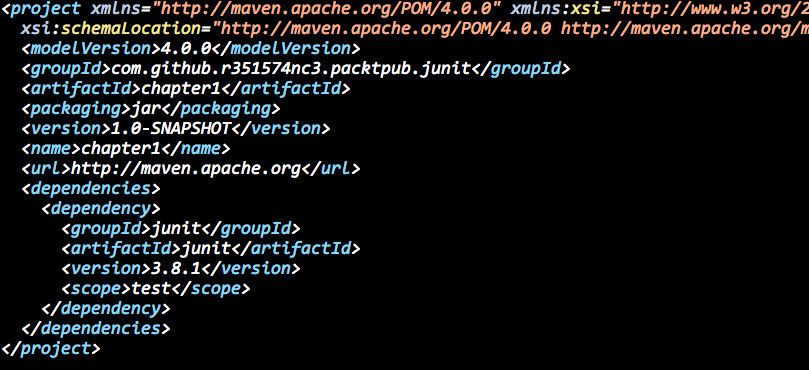 <project xmlns="http://maven.apache.org/POM/4.0.0" xmlns:xsi="http://www.w3.org/2
xsi:schemaLocation="http://maven.apache.org/POM/4.0.0 http://maven.apache.org/m
<modelVersion>4.0.0</modelVersion>
<groupId>com.github.r351574nc3.packtpub.junit</groupId>
<artifactId>chapter1</artifactId>
<packaging>jar</packaging>
<version>1.0-SNAPSHOT</version>
<name>chapter1</name>
<url>http://maven.apache.org</url>
<dependencies>
<dependency>
<groupId>junit</groupId>
<artifactId>junit</artifactId>
<version>3.8.1</version>
<scope>test</scope>
</dependency>
</dependencies>
</project>